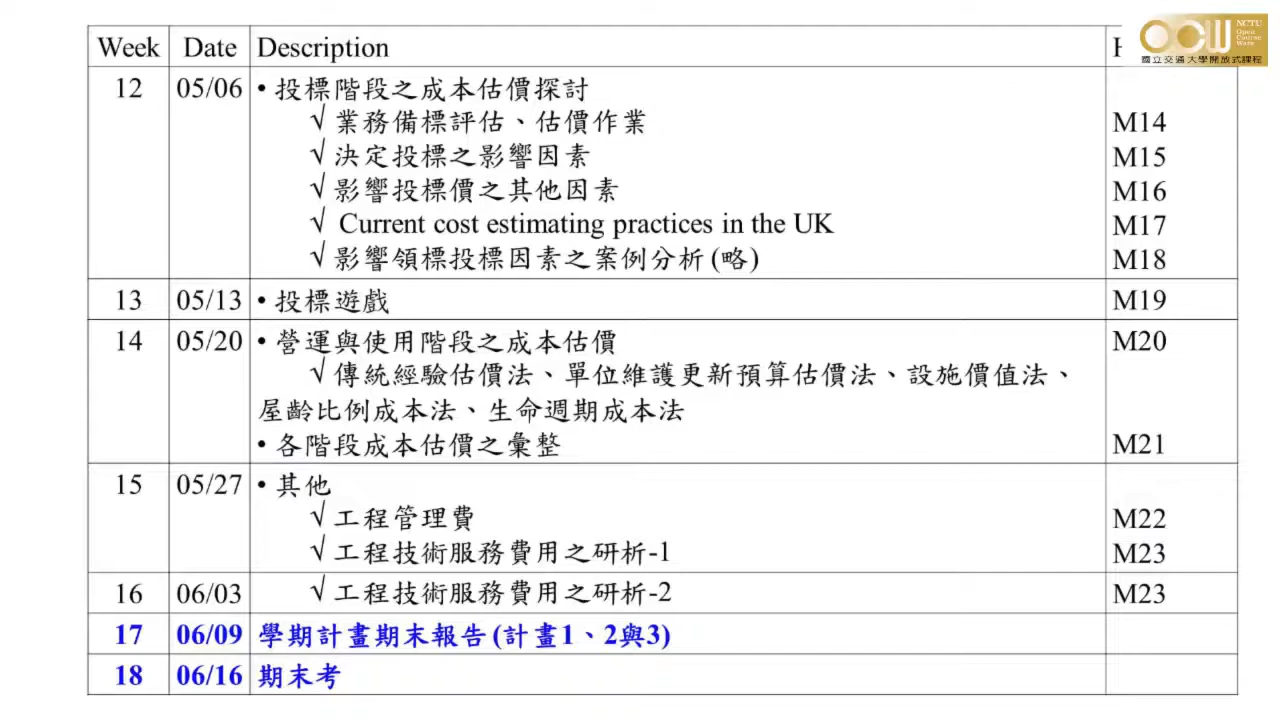 Week Date Description
NCTU
Open
Course
Ware
OCW
國立交通大學開放式課程
12 05/06 • 投標階段之成本估價探討
√ 業務備標評估、估價作業 M14
√ 決定投標之影響因素 M15
√ 影響投標價之其他因素 M16
√ Current cost estimating practices in the UK M17
√ 影響領標投標因素之案例分析 (略) M18
13 05/13 • 投標遊戲 M19
14 05/20 • 營運與使用階段之成本估價 M20
√ 傳統經驗估價法、單位維護更新預算估價法、設施價值法、
屋齡比例成本法、生命週期成本法
• 各階段成本估價之彙整 M21
15 05/27 • 其他
√ 工程管理費 M22
√ 工程技術服務費用之研析-1 M23
16 06/03 √ 工程技術服務費用之研析-2 M23
17 06/09 學期計畫期末報告 (計畫1、2與3)
18 06/16 期末考